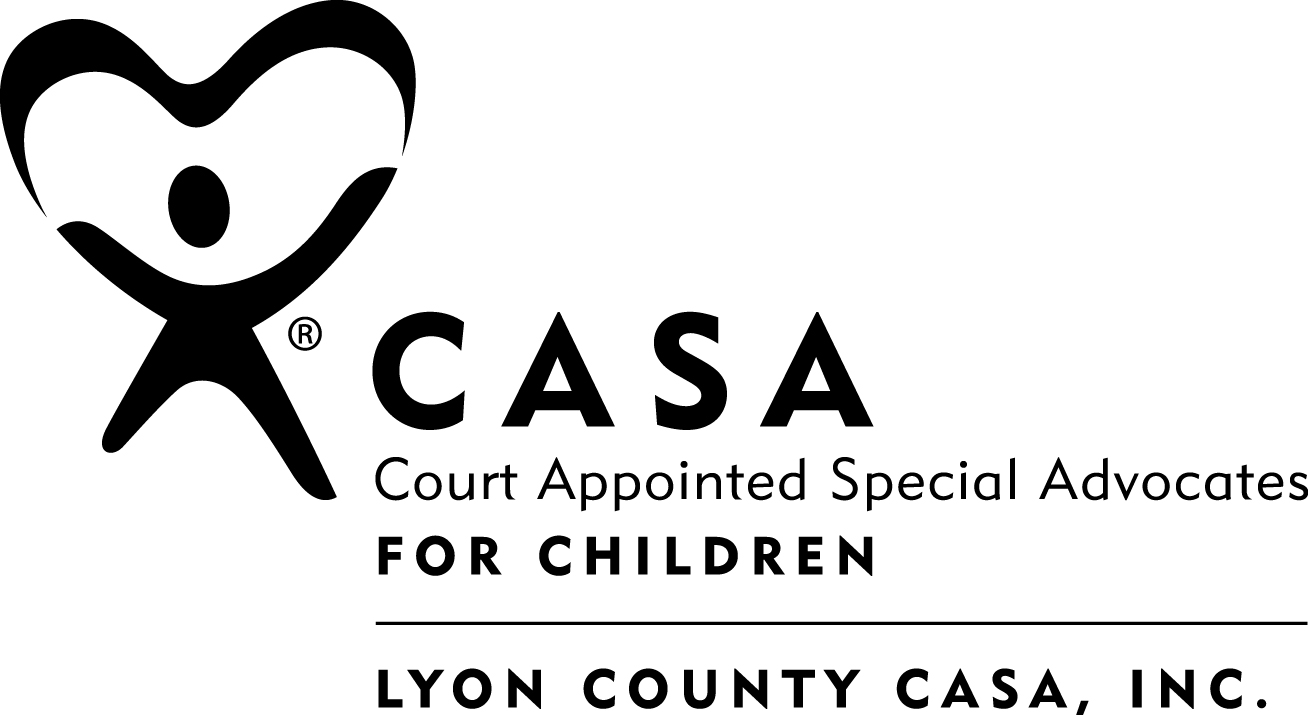 ® CASA
Court Appointed Special Advocates
FOR CHILDREN
LYON COUNTY CASA, INC.